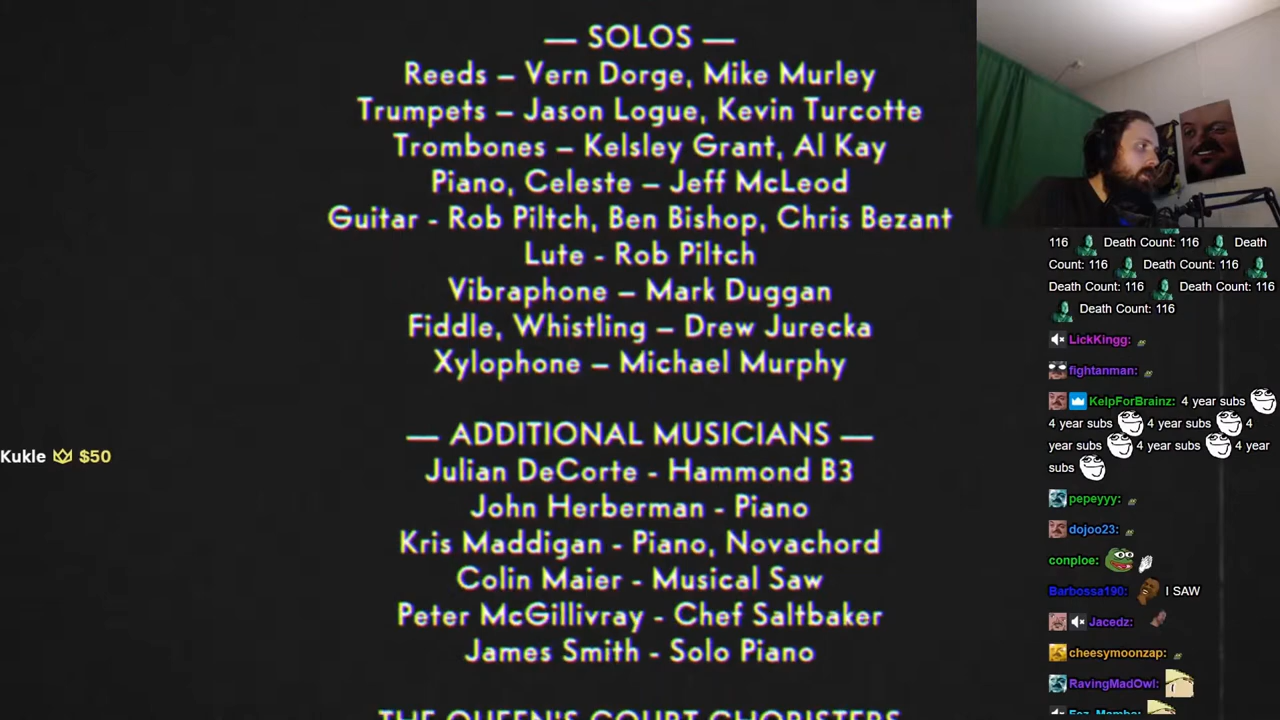 — SOLOS —
Reeds – Vern Dorge, Mike Murley
Trumpets – Jason Logue, Kevin Turcotte
Trombones – Kelsley Grant, Al Kay
Piano, Celeste – Jeff McLeod
Guitar - Rob Piltch, Ben Bishop, Chris Bezant
Lute - Rob Piltch
Vibraphone – Mark Duggan
Fiddle, Whistling – Drew Jurecka
Xylophone – Michael Murphy
— ADDITIONAL MUSICIANS —
Julian DeCorte - Hammond B3
John Herberman - Piano
Kris Maddigan - Piano, Novachord
Colin Maier - Musical Saw
Peter McGillivray - Chef Saltbaker
James Smith - Solo Piano
THE QUEEN'S COURT CHORISTERS
Kukle $50
116 Death Count: 116 Death
Count: 116 Death Count: 116
Death Count: 116 Death Count: 116
Death Count: 116
LickKingg:
fightanman:
KelpForBrainz: 4 year subs
4 year subs 4 year subs 4
year subs 4 year subs 4 year
subs
pepeyyy:
dojoo23:
conploe:
Barbossa190: I SAW
Jacedz:
cheesymoonzap:
RavingMadOwl: